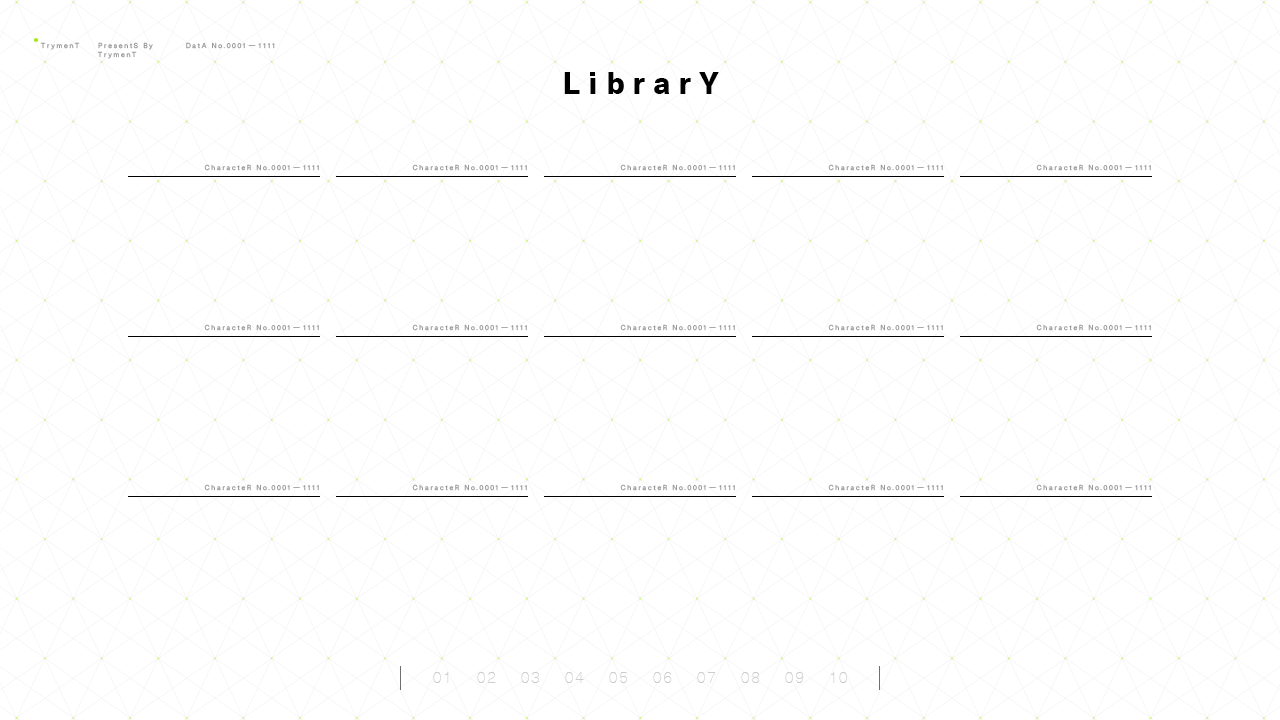 TrymenT PresentS By DatA No.0001—1111
TrymenT
LibrarY
CharacteR No.0001—1111 CharacteR No.0001—1111 CharacteR No.0001—1111 CharacteR No.0001—1111 CharacteR No.0001—1111
CharacteR No.0001—1111 CharacteR No.0001—1111 CharacteR No.0001—1111 CharacteR No.0001—1111 CharacteR No.0001—1111
CharacteR No.0001—1111 CharacteR No.0001—1111 CharacteR No.0001—1111 CharacteR No.0001—1111 CharacteR No.0001—1111
01 02 03 04 05 06 07 08 09 10